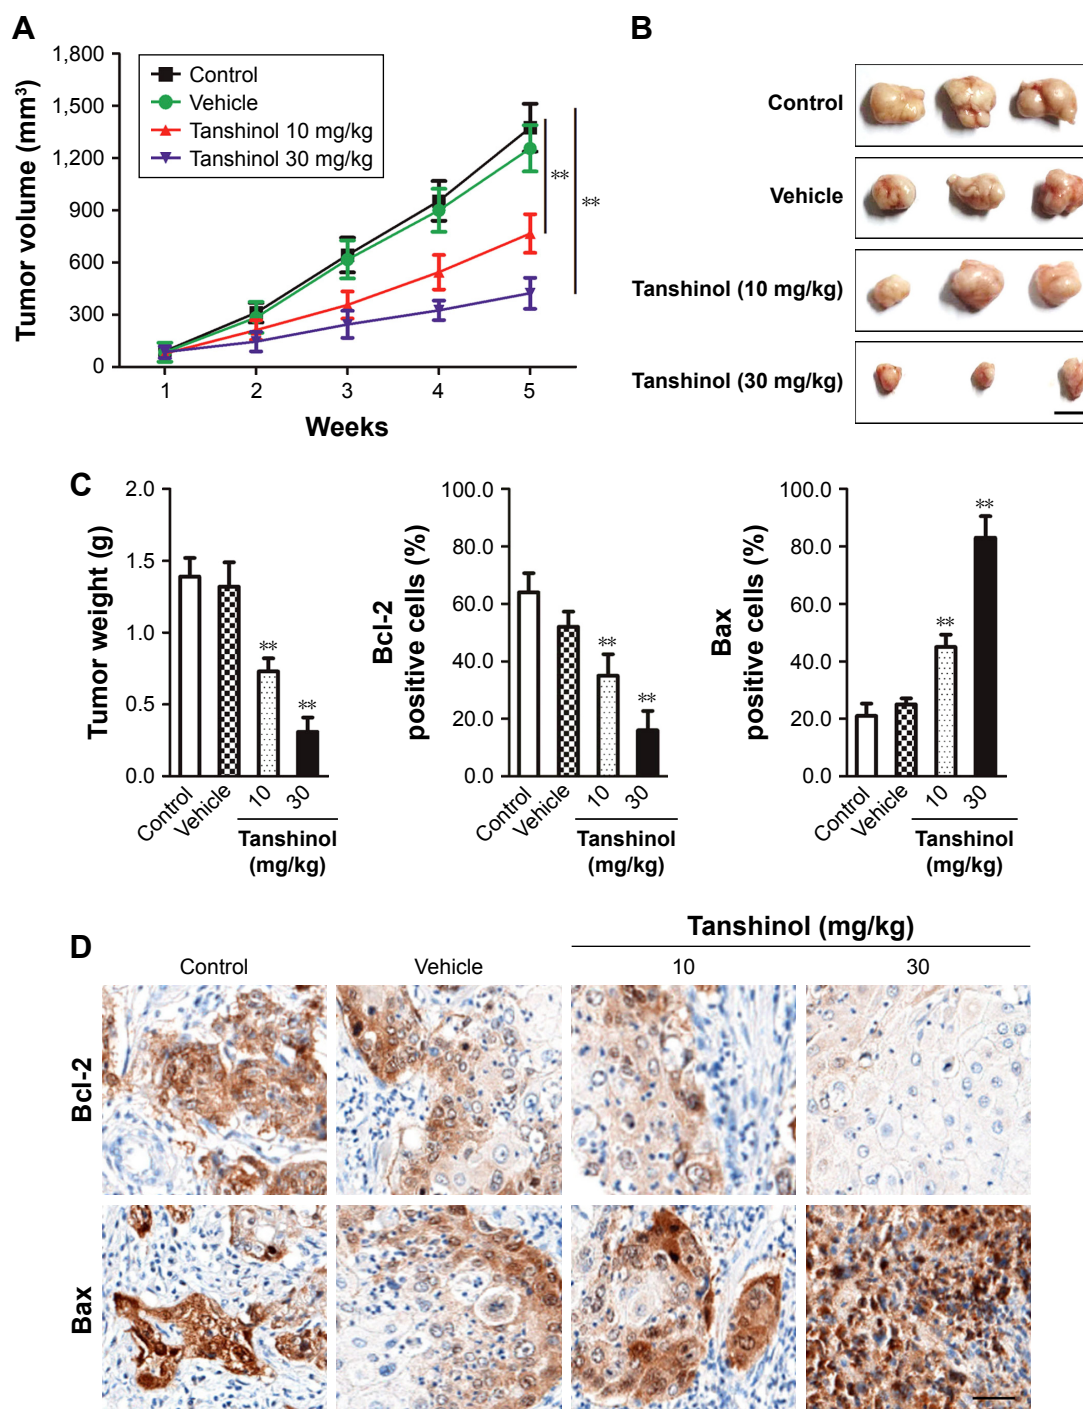 A
Tumor volume (mm³)
1,800
1,500
1,200
900
600
300
0
Control
Vehicle
Tanshinol 10 mg/kg
Tanshinol 30 mg/kg
**
**
1 2 3 4 5
Weeks
B
Control
Vehicle
Tanshinol (10 mg/kg)
Tanshinol (30 mg/kg)
C
Tumor weight (g)
2.0
1.5
1.0
0.5
0.0
**
**
Control
Vehicle
10
30
Tanshinol
(mg/kg)
Bcl-2
positive cells (%)
100.0
80.0
60.0
40.0
20.0
0.0
**
**
Control
Vehicle
10
30
Tanshinol
(mg/kg)
Bax
positive cells (%)
100.0
80.0
60.0
40.0
20.0
0.0
**
**
Control
Vehicle
10
30
Tanshinol
(mg/kg)
D
Tanshinol (mg/kg)
Control Vehicle 10 30
Bcl-2
Bax